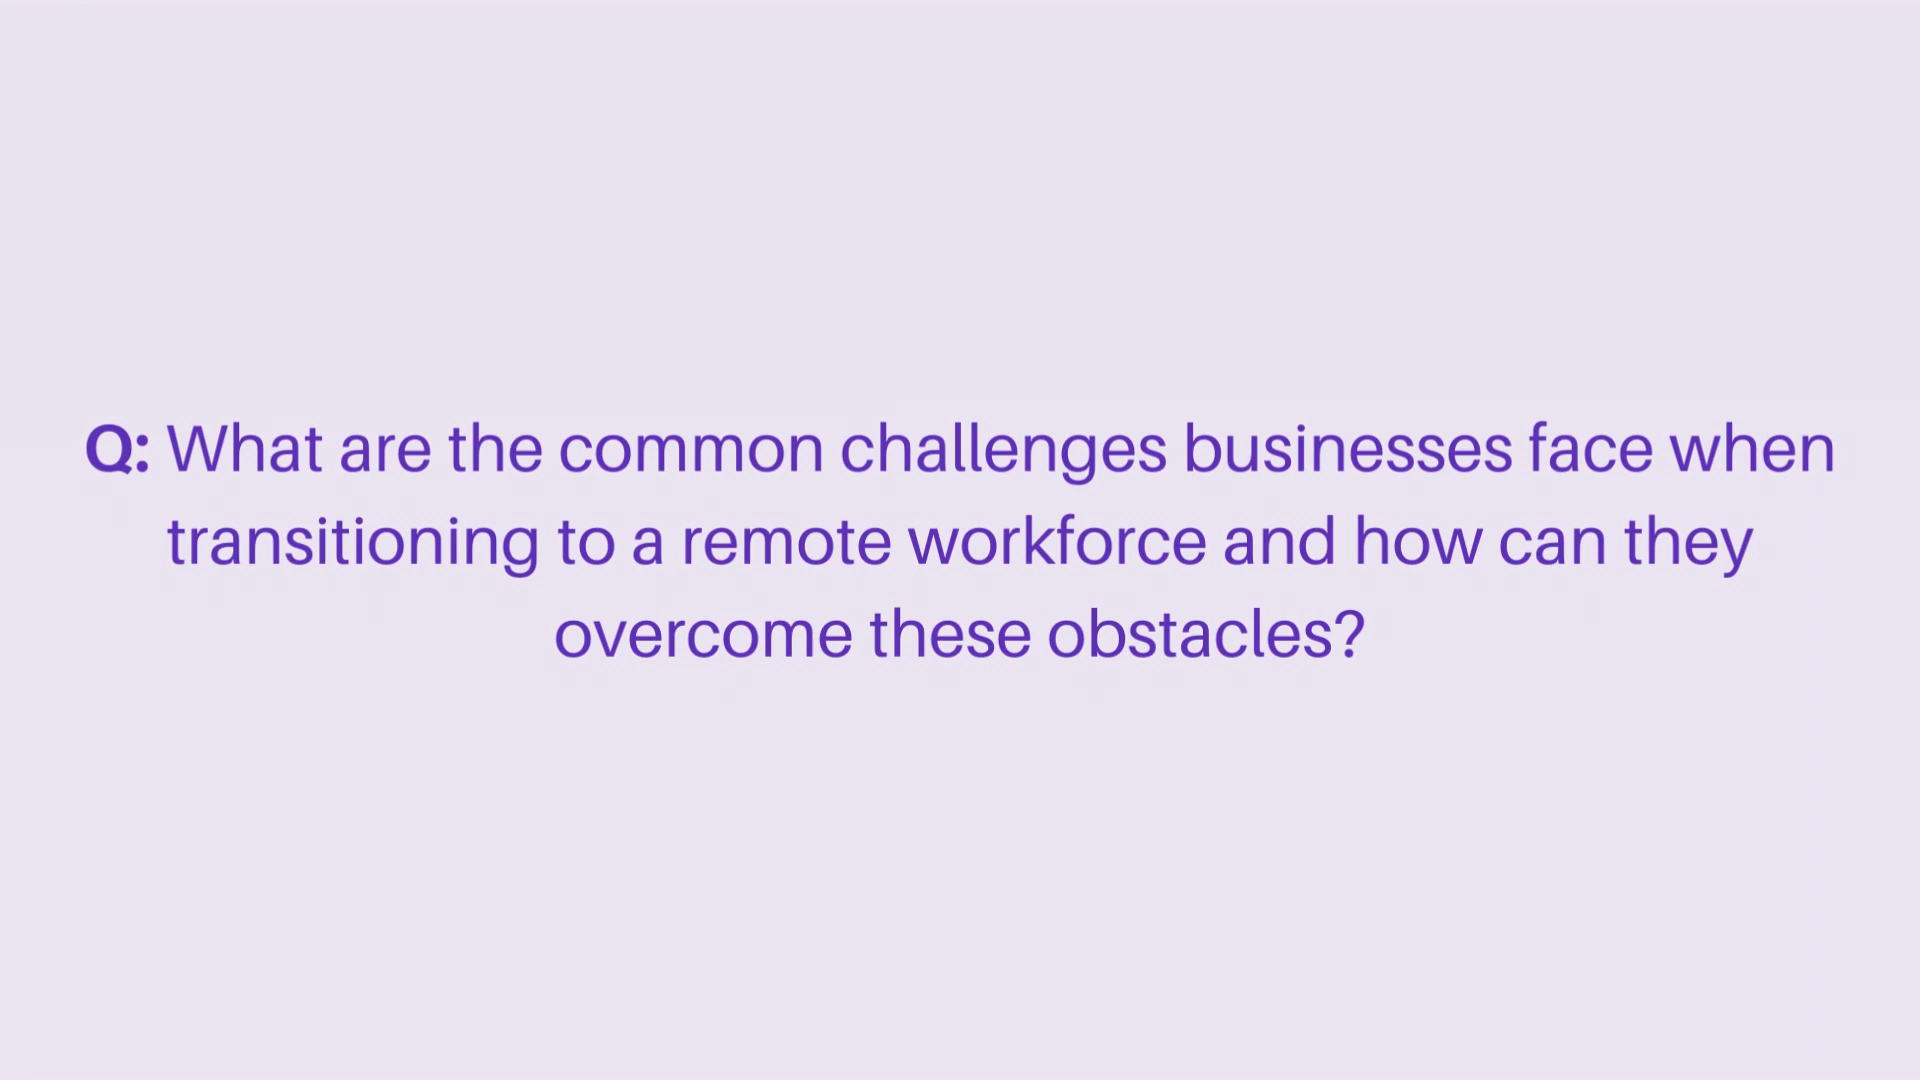 Q: What are the common challenges businesses face when
transitioning to a remote workforce and how can they
overcome these obstacles?